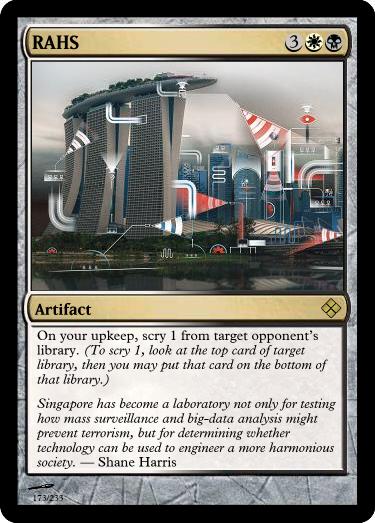 RAHS 3
Artifact
On your upkeep, scry 1 from target opponent's
library. (To scry 1, look at the top card of target
library, then you may put that card on the bottom of
that library.)
Singapore has become a laboratory not only for testing
how mass surveillance and big-data analysis might
prevent terrorism, but for determining whether
technology can be used to engineer a more harmonious
society. — Shane Harris
173/235